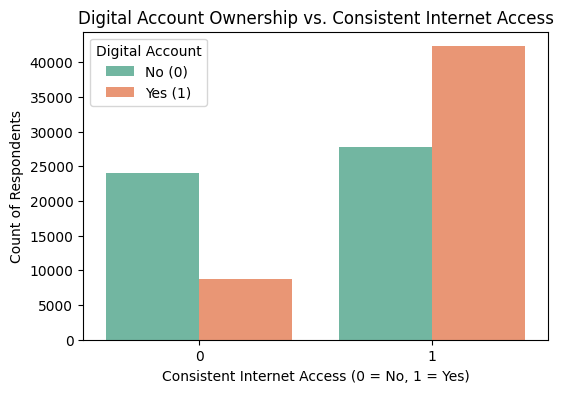 Digital Account Ownership vs. Consistent Internet Access
Digital Account
No (0)
Yes (1)
Count of Respondents
40000
35000
30000
25000
20000
15000
10000
5000
0
0 1
Consistent Internet Access (0 = No, 1 = Yes)